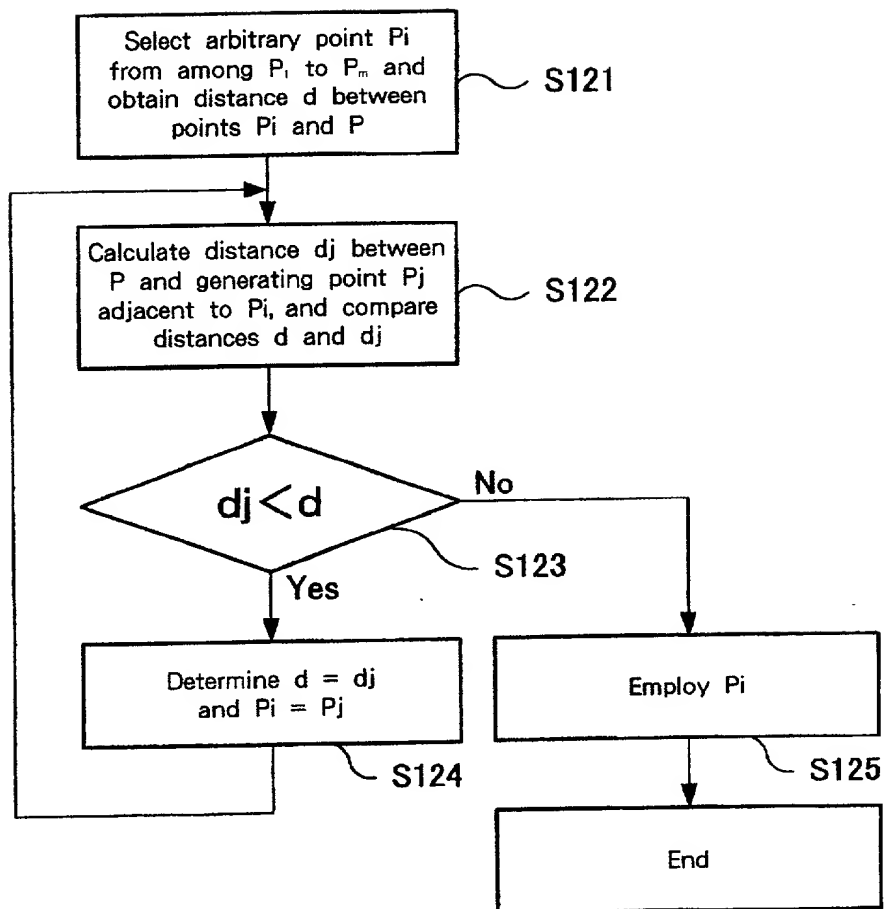 Select arbitrary point Pi
from among P₁ to Pₘ and
obtain distance d between
points Pi and P
S121
Calculate distance dj between
P and generating point Pj
adjacent to Pi, and compare
distances d and dj
S122
dj<d
No
S123
Yes
Determine d = dj
and Pi = Pj
S124
Employ Pi
S125
End